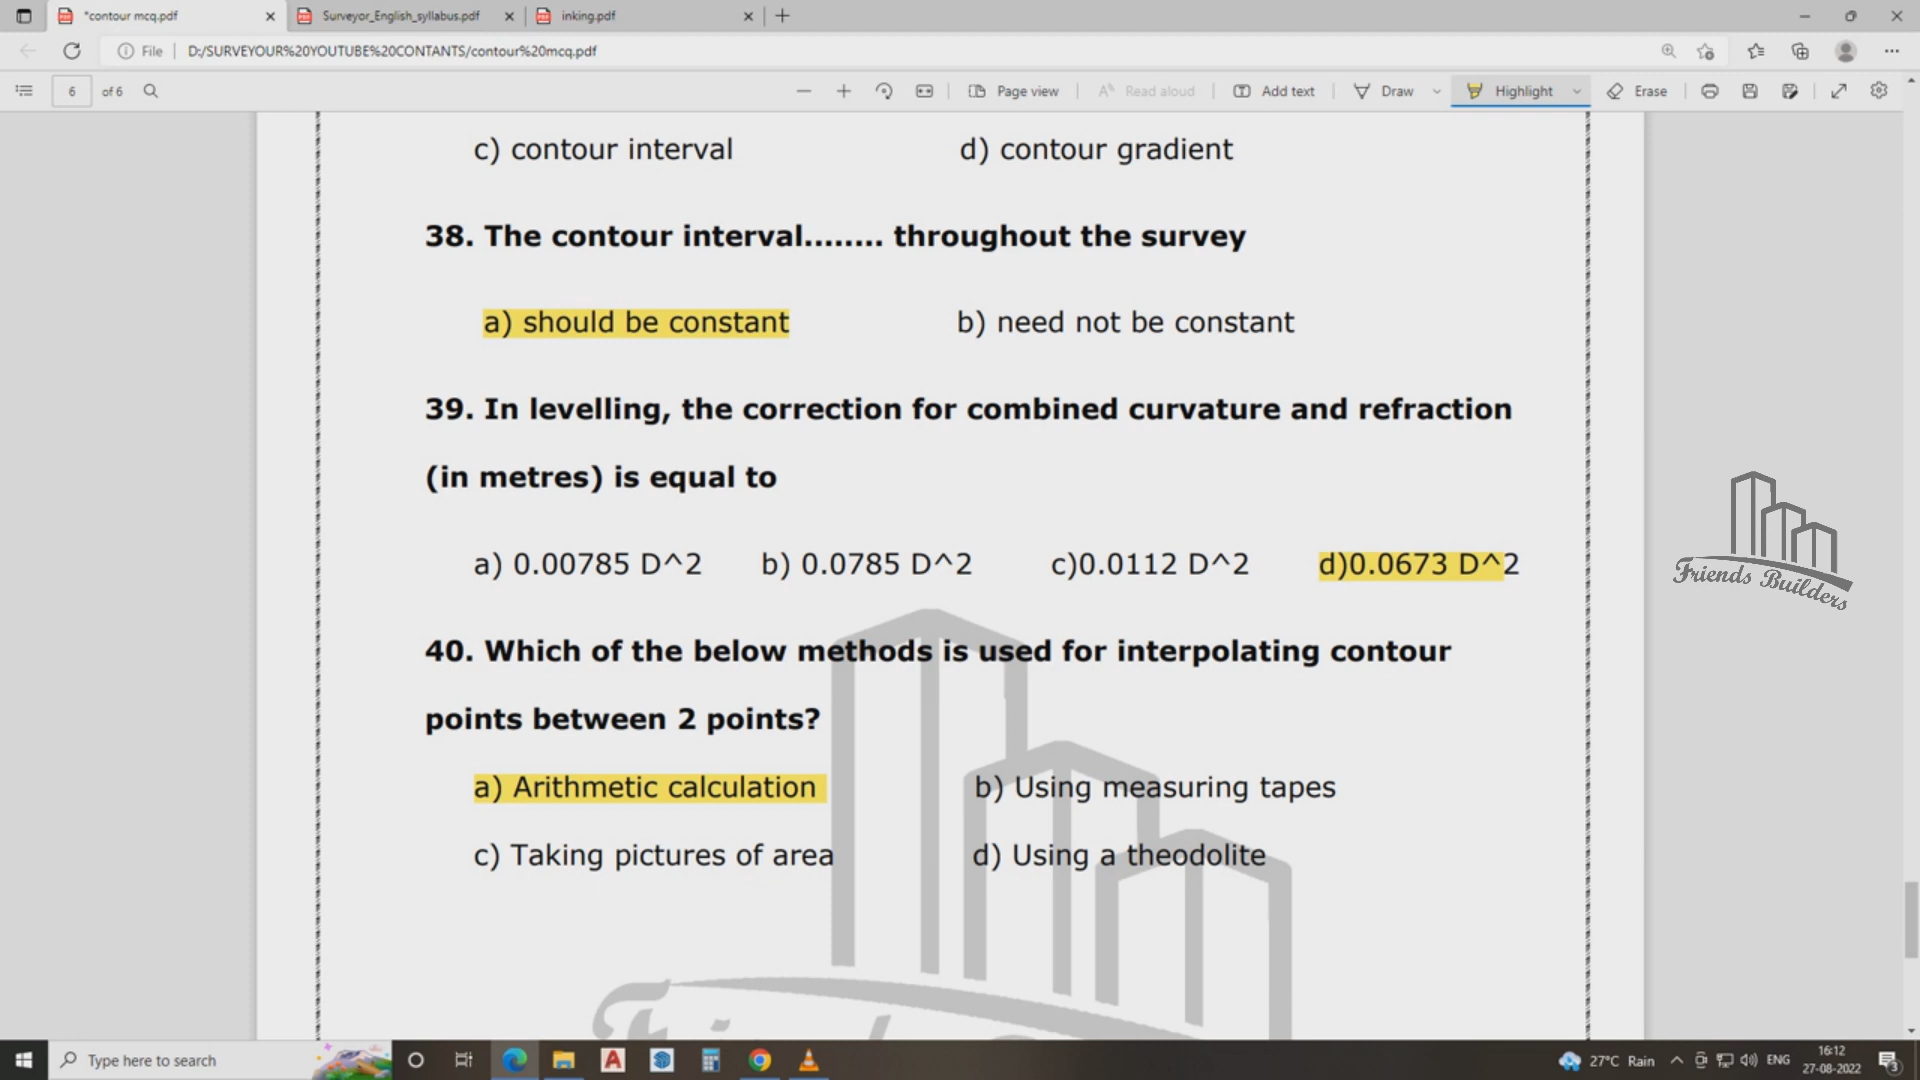 *contour mcq.pdf
Surveyor_English_syllabus.pdf
inking.pdf
File
D:/SURVEYOUR%20YOUTUBE%20CONTANTS/contour%20mcq.pdf
6 of 6
Page view
Read aloud
Add text
Draw
Highlight
Erase
c) contour interval d) contour gradient
38. The contour interval........ throughout the survey
a) should be constant b) need not be constant
39. In levelling, the correction for combined curvature and refraction
(in metres) is equal to
a) 0.00785 D^2 b) 0.0785 D^2 c)0.0112 D^2 d)0.0673 D^2
Friends Builders
40. Which of the below methods is used for interpolating contour
points between 2 points?
a) Arithmetic calculation b) Using measuring tapes
c) Taking pictures of area d) Using a theodolite
Type here to search
27°C Rain
ENG
16:12
27-08-2022
3